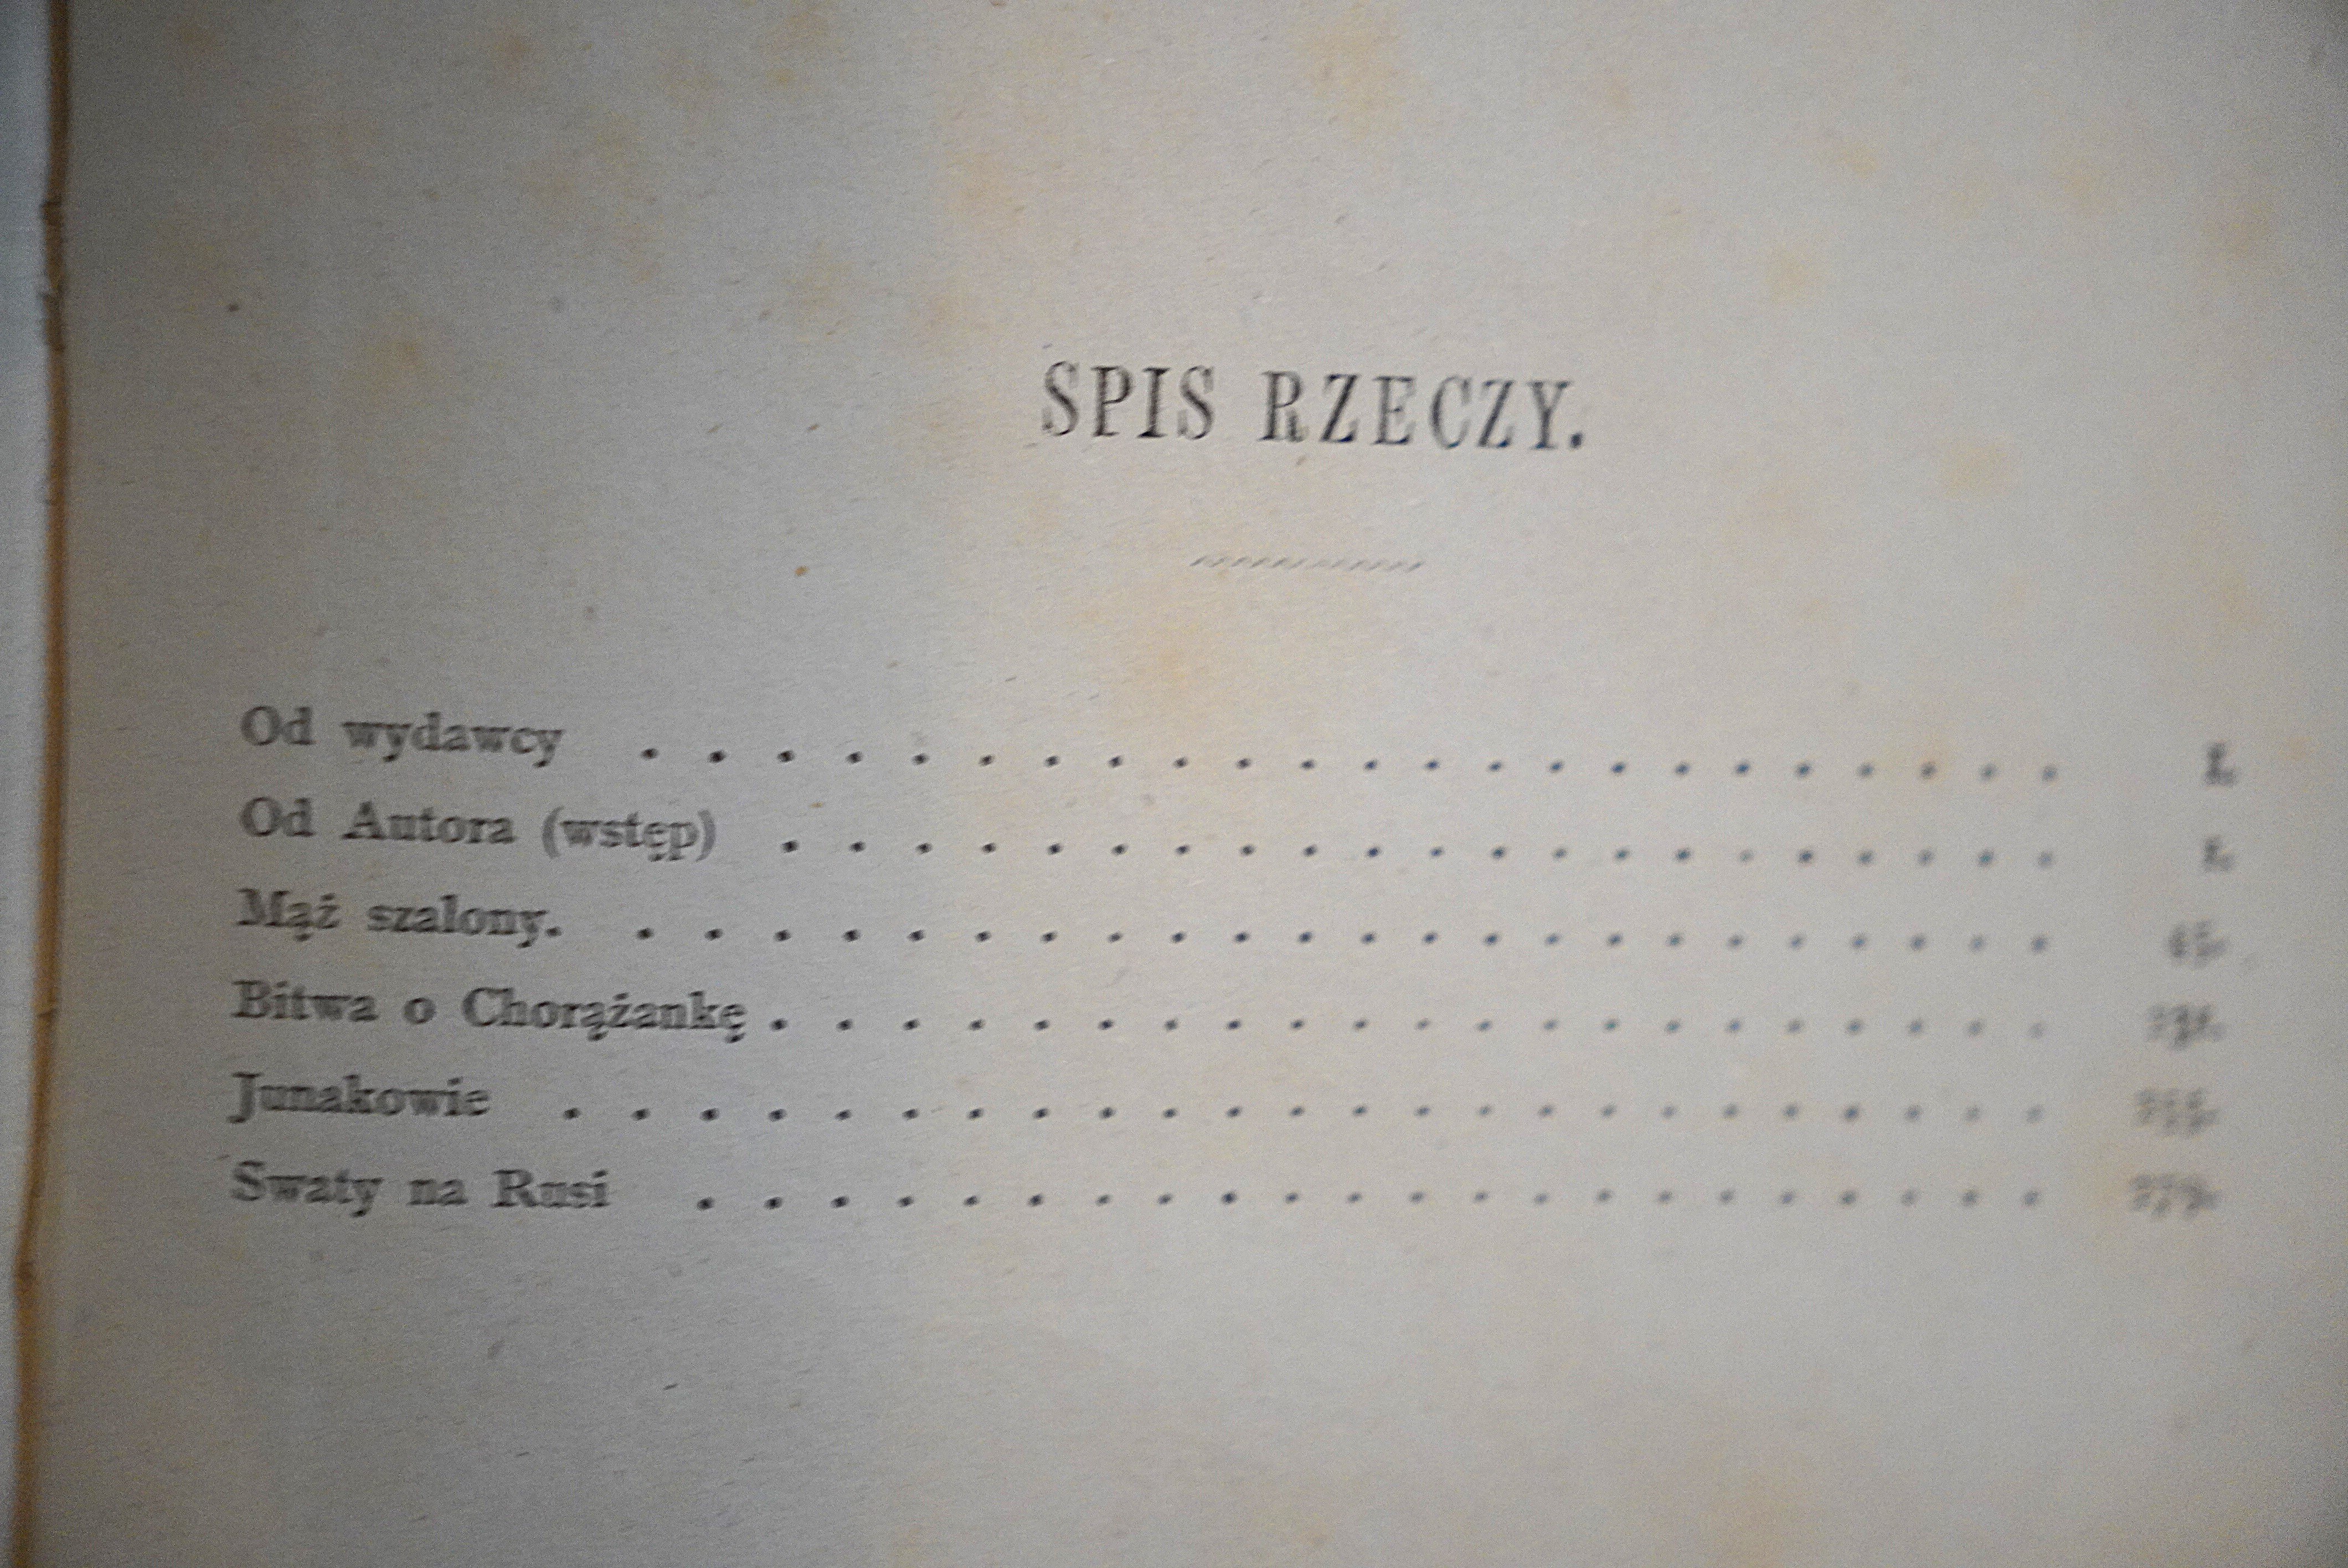 SPIS RZECZY.
Od wydawcy . . . . . . . . . . . . . . . . . . . . . . .
Od Autora (wstęp) . . . . . . . . . . . . . . . . . . . . .
Mąż szalony. . . . . . . . . . . . . . . . . . . . . . . .
Bitwa o Chorążankę . . . . . . . . . . . . . . . . . . . . .
Junakowie . . . . . . . . . . . . . . . . . . . . . . . .
Swaty na Rusi . . . . . . . . . . . . . . . . . . . . . .